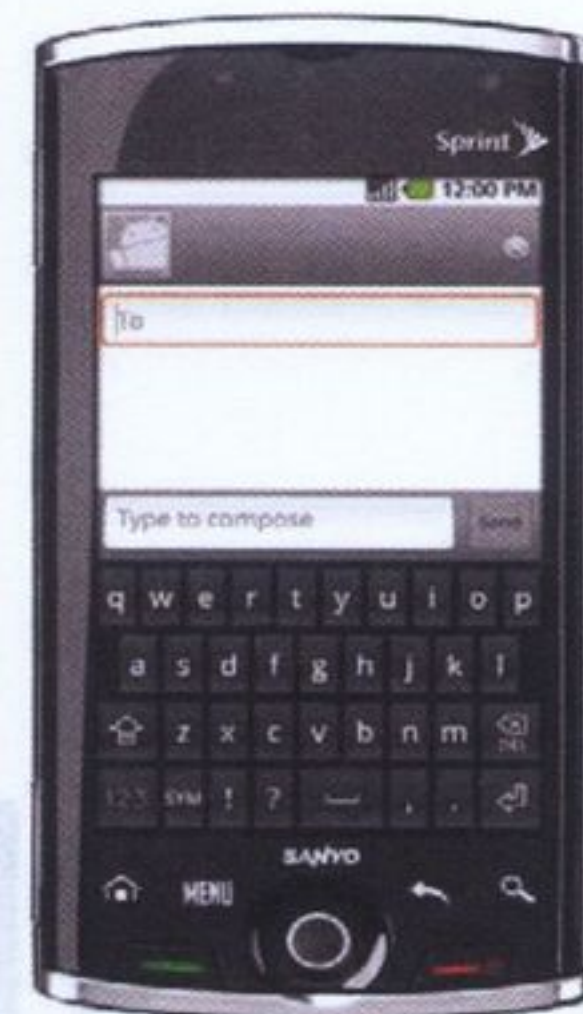 Sprint
12:00 PM
To
Type to compose Send
q w e r t y u i o p
a s d f g h j k l
z x c v b n m DEL
123 SYM ! ? , .
SANYO
MENU